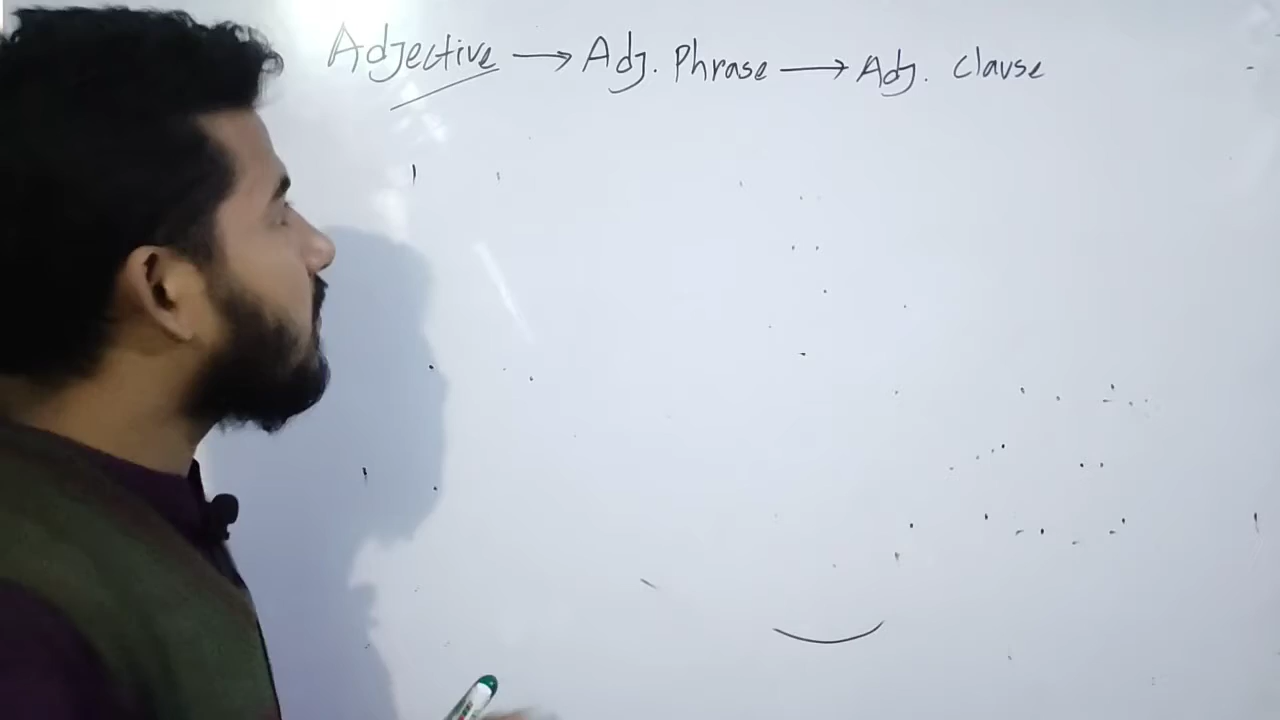 Adjective → Adj. Phrase → Adj. Clause